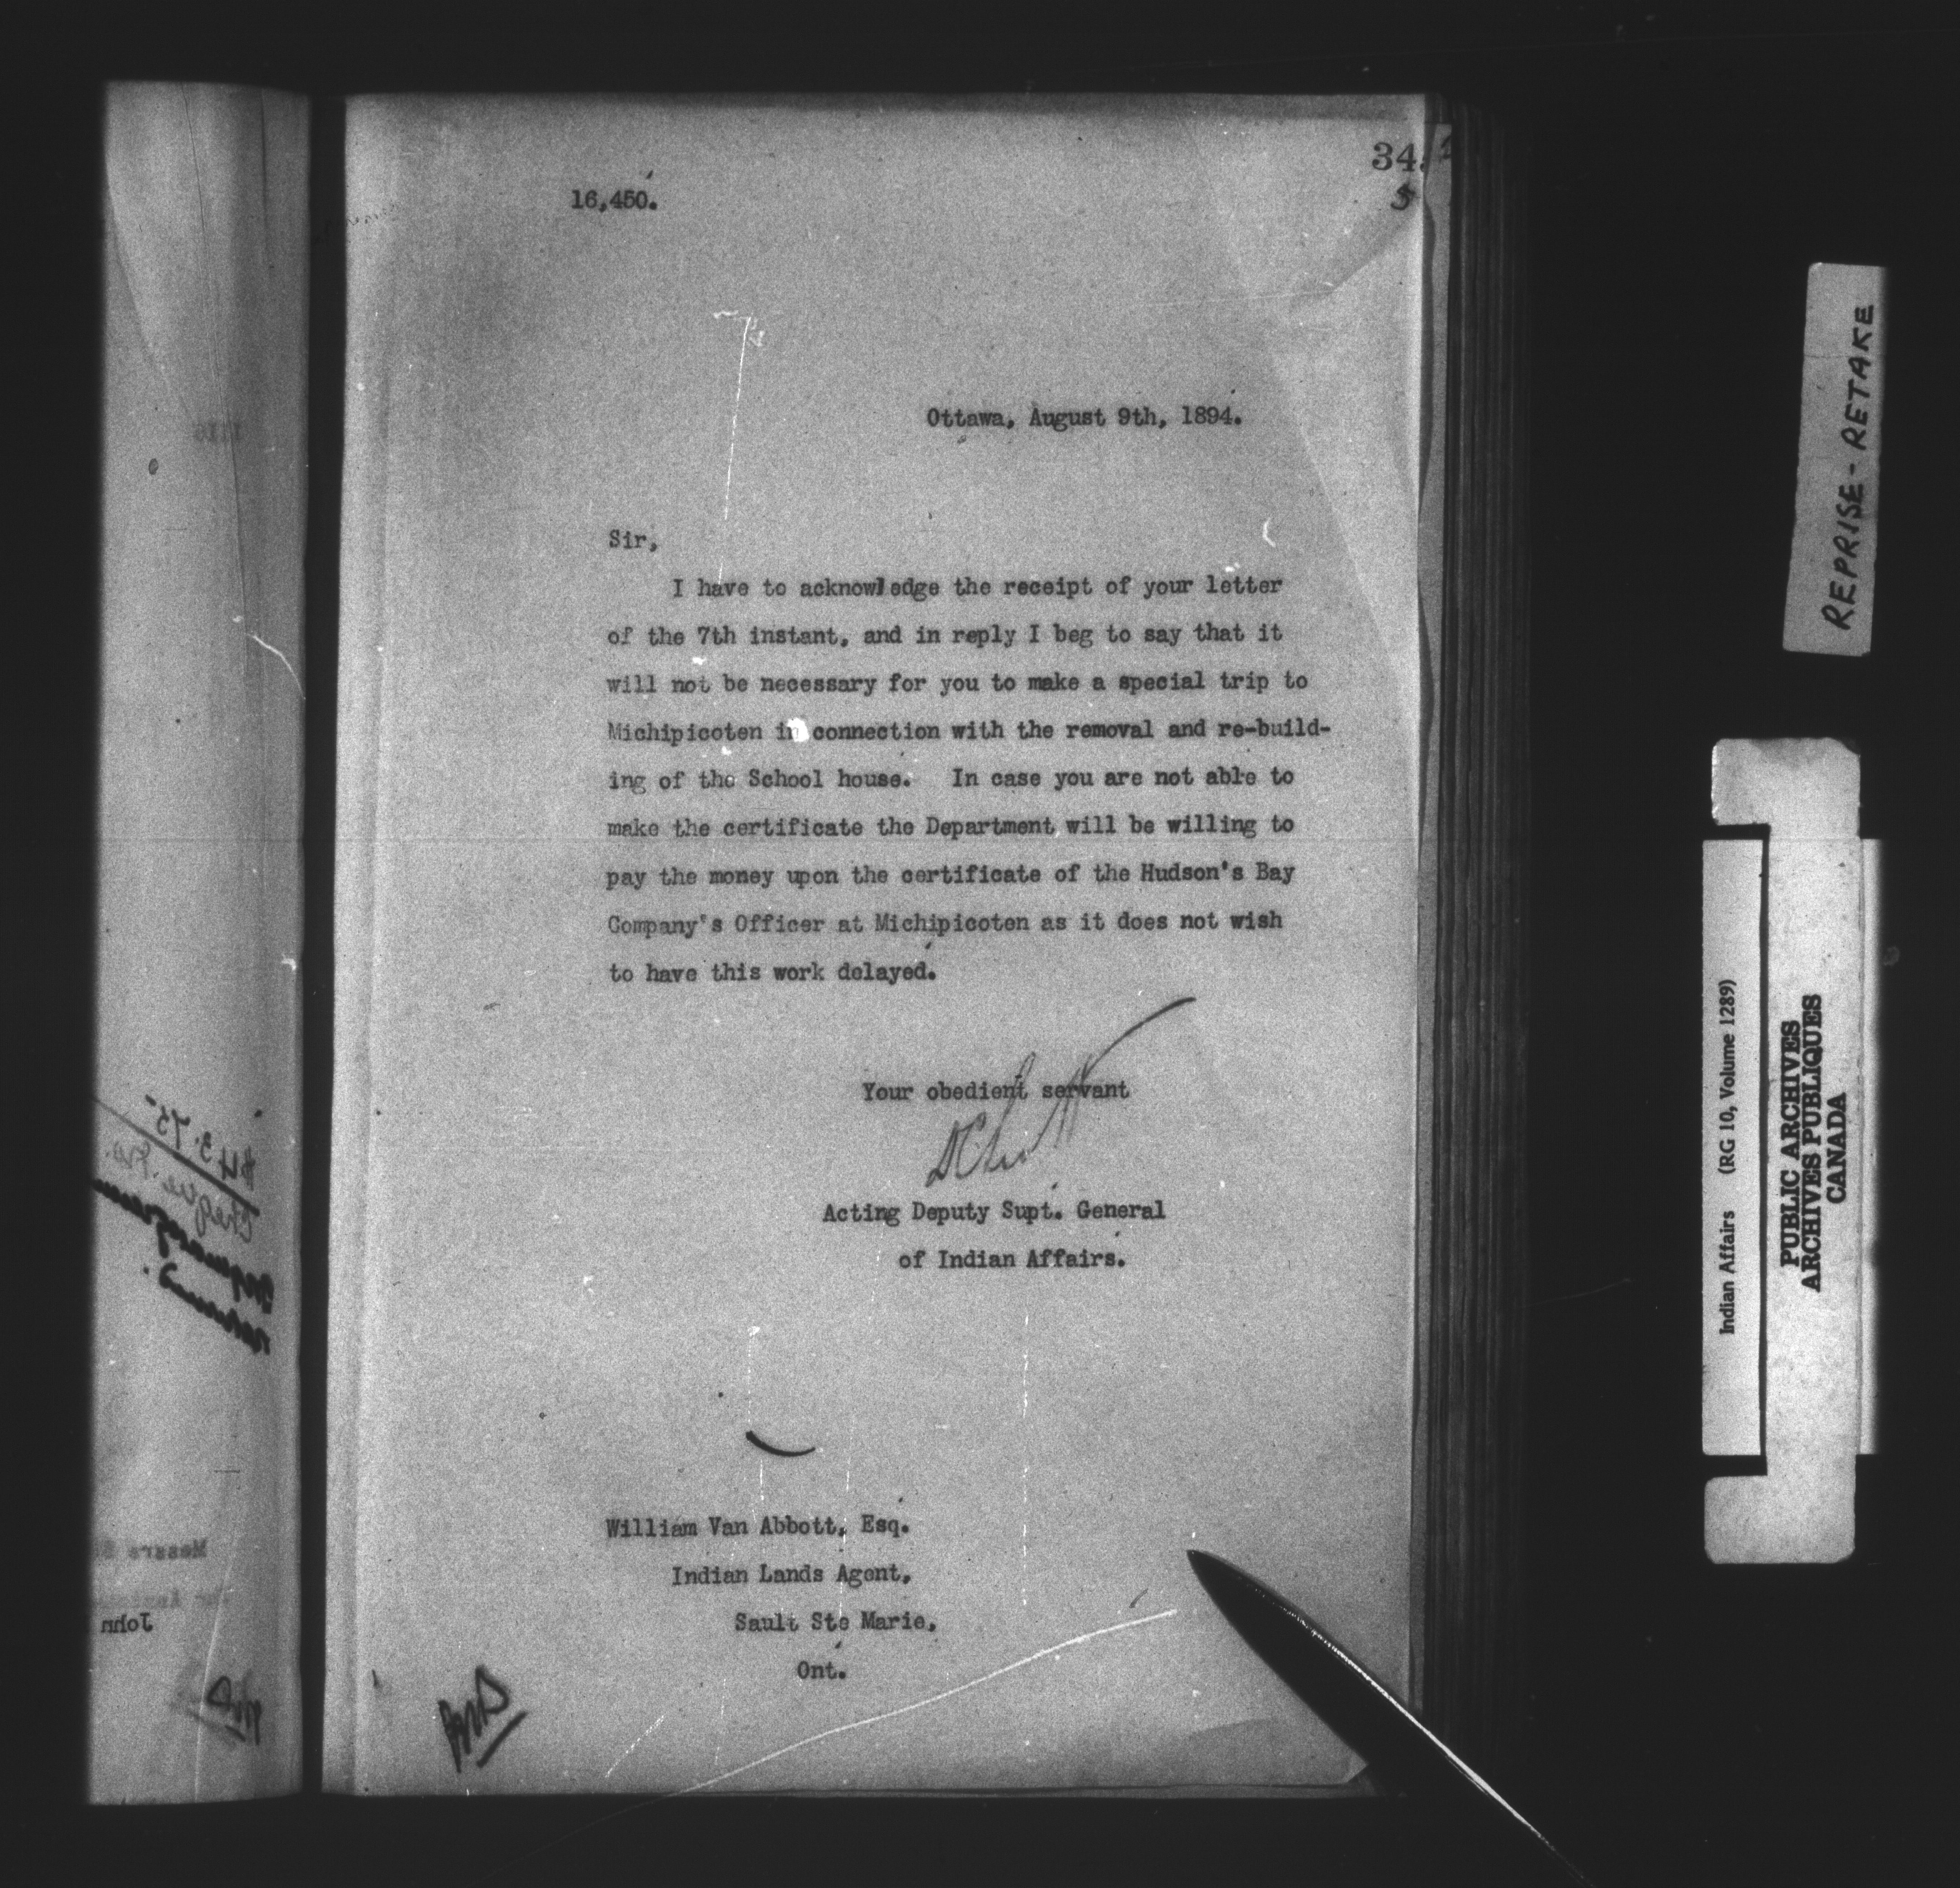 34
5
16,450.
Ottawa, August 9th, 1894.
Sir,
I have to acknowledge the receipt of your letter
of the 7th instant, and in reply I beg to say that it
will not be necessary for you to make a special trip to
Michipicoten in connection with the removal and re-build-
ing of the School house. In case you are not able to
make the certificate the Department will be willing to
pay the money upon the certificate of the Hudson's Bay
Company's Officer at Michipicoten as it does not wish
to have this work delayed.
Your obedient servant
Acting Deputy Supt. General
of Indian Affairs.
William Van Abbott, Esq.
Indian Lands Agent,
Sault Ste Marie,
Ont.
$43.75
Cheque
Messrs
John
REPRISE-RETAKE
Indian Affairs (RG 10, Volume 1289)
PUBLIC ARCHIVES
ARCHIVES PUBLIQUES
CANADA